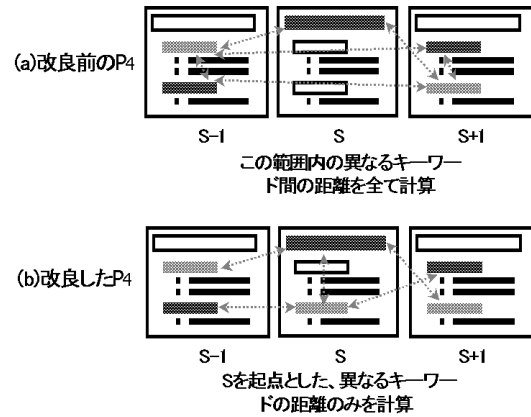 (a)改良前のP4
S-1
S
S+1
この範囲内の異なるキーワー
ド間の距離を全て計算
(b)改良したP4
S-1
S
S+1
Sを起点とした、異なるキーワー
ドの距離のみを計算